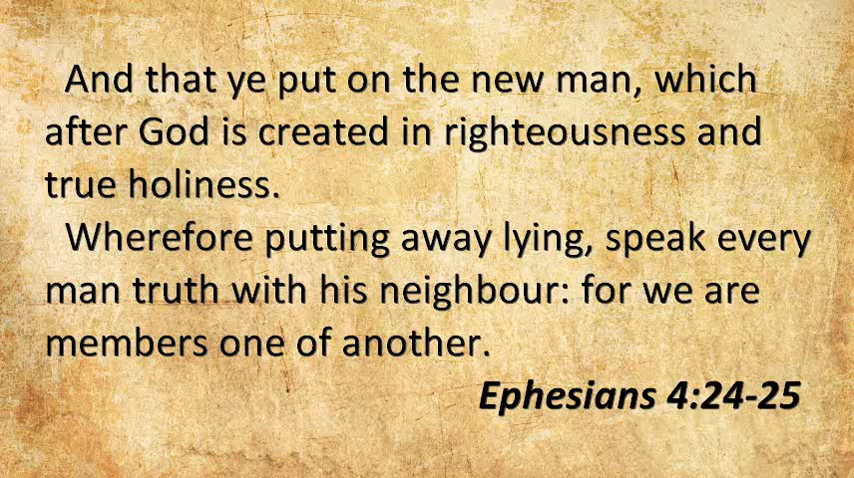 And that ye put on the new man, which
after God is created in righteousness and
true holiness.
Wherefore putting away lying, speak every
man truth with his neighbour: for we are
members one of another.
Ephesians 4:24-25